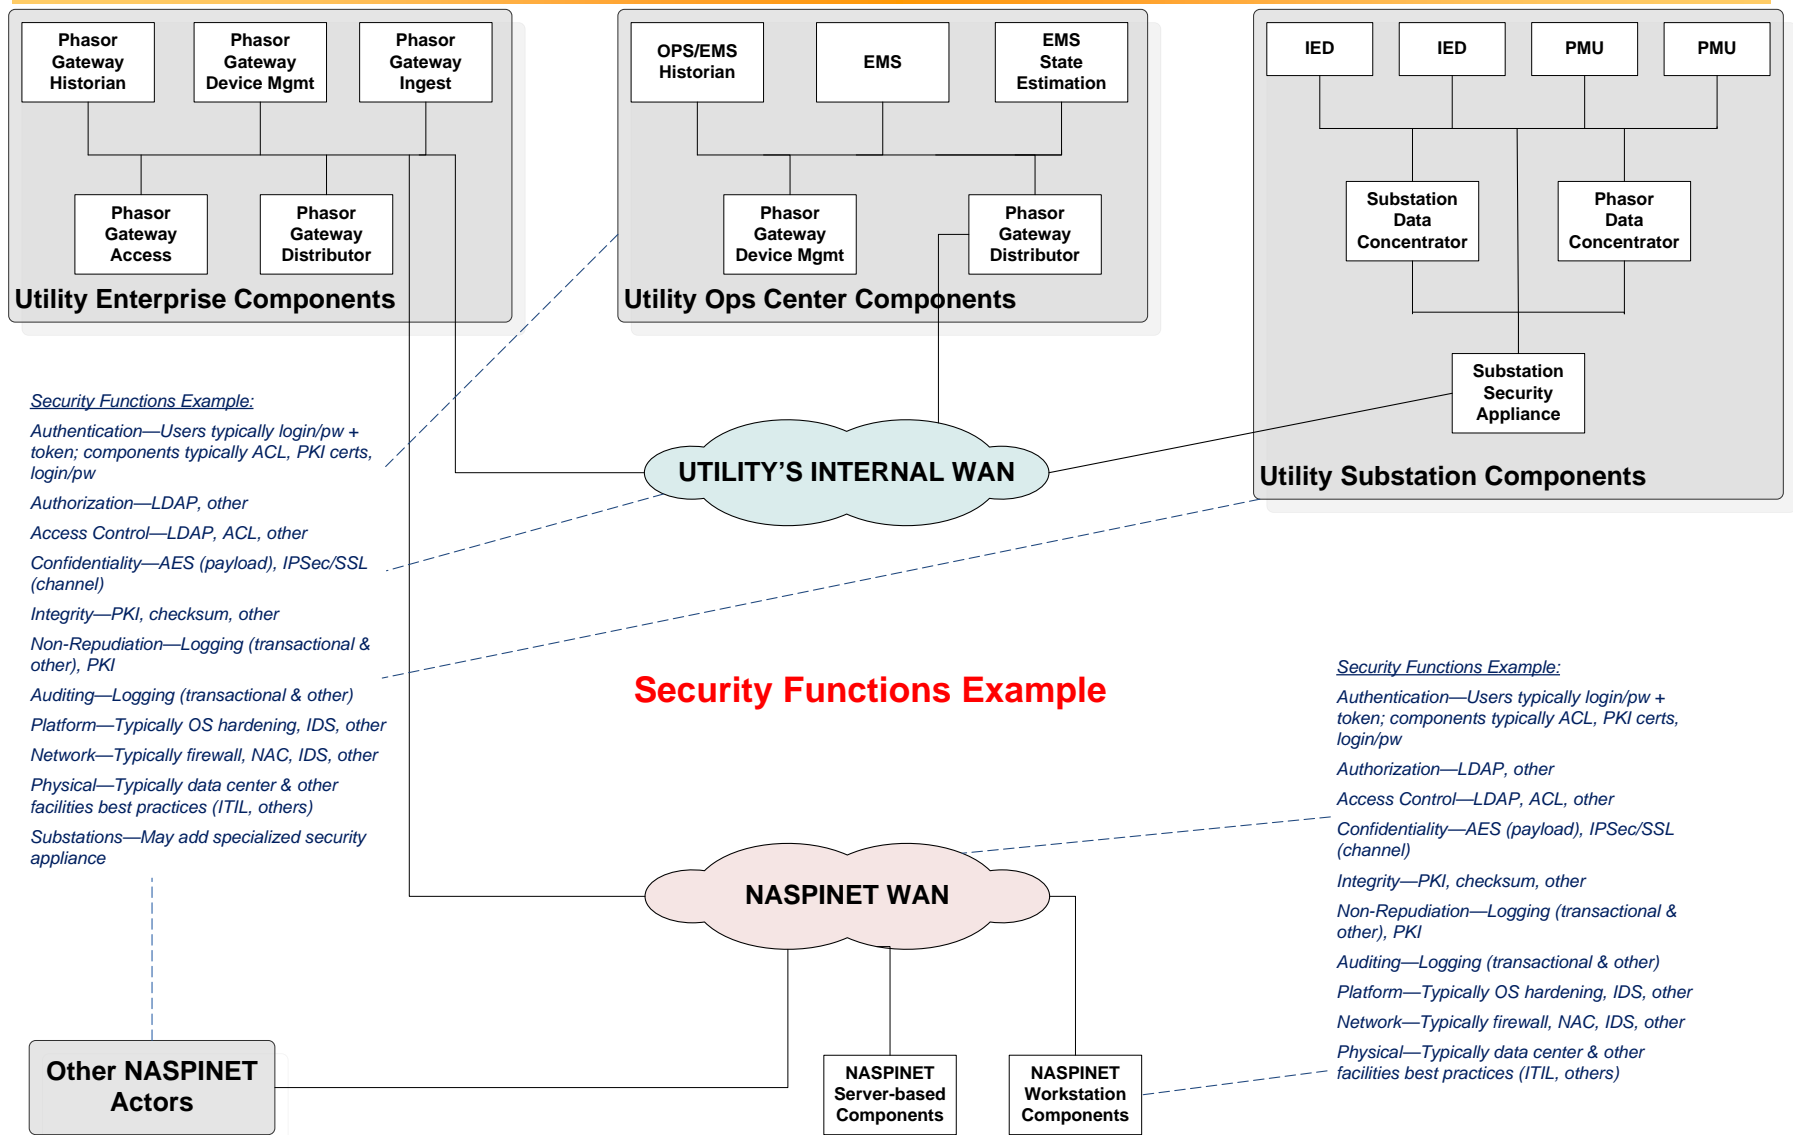 Phasor
Gateway
Historian
Phasor
Gateway
Device Mgmt
Phasor
Gateway
Ingest
Phasor
Gateway
Access
Phasor
Gateway
Distributor
Utility Enterprise Components
OPS/EMS
Historian
EMS
EMS
State
Estimation
Phasor
Gateway
Device Mgmt
Phasor
Gateway
Distributor
Utility Ops Center Components
IED
IED
PMU
PMU
Substation
Data
Concentrator
Phasor
Data
Concentrator
Substation
Security
Appliance
Utility Substation Components
UTILITY’S INTERNAL WAN
Security Functions Example:
Authentication—Users typically login/pw +
token; components typically ACL, PKI certs,
login/pw
Authorization—LDAP, other
Access Control—LDAP, ACL, other
Confidentiality—AES (payload), IPSec/SSL
(channel)
Integrity—PKI, checksum, other
Non-Repudiation—Logging (transactional &
other), PKI
Auditing—Logging (transactional & other)
Platform—Typically OS hardening, IDS, other
Network—Typically firewall, NAC, IDS, other
Physical—Typically data center & other
facilities best practices (ITIL, others)
Substations—May add specialized security
appliance
Security Functions Example
Security Functions Example:
Authentication—Users typically login/pw +
token; components typically ACL, PKI certs,
login/pw
Authorization—LDAP, other
Access Control—LDAP, ACL, other
Confidentiality—AES (payload), IPSec/SSL
(channel)
Integrity—PKI, checksum, other
Non-Repudiation—Logging (transactional &
other), PKI
Auditing—Logging (transactional & other)
Platform—Typically OS hardening, IDS, other
Network—Typically firewall, NAC, IDS, other
Physical—Typically data center & other
facilities best practices (ITIL, others)
NASPINET WAN
Other NASPINET
Actors
NASPINET
Server-based
Components
NASPINET
Workstation
Components